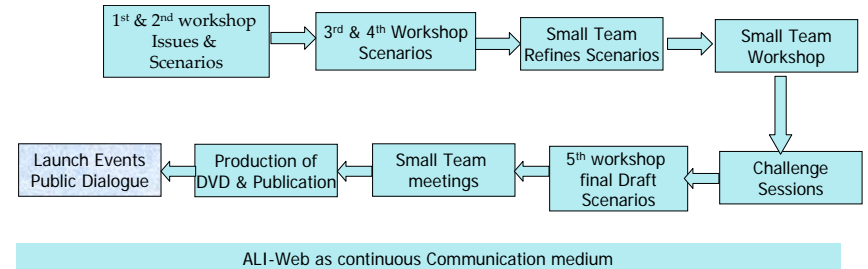 1st & 2nd workshop
Issues &
Scenarios
3rd & 4th Workshop
Scenarios
Small Team
Refines Scenarios
Small Team
Workshop
Challenge
Sessions
5th workshop
final Draft
Scenarios
Small Team
meetings
Production of
DVD & Publication
Launch Events
Public Dialogue
ALI-Web as continuous Communication medium